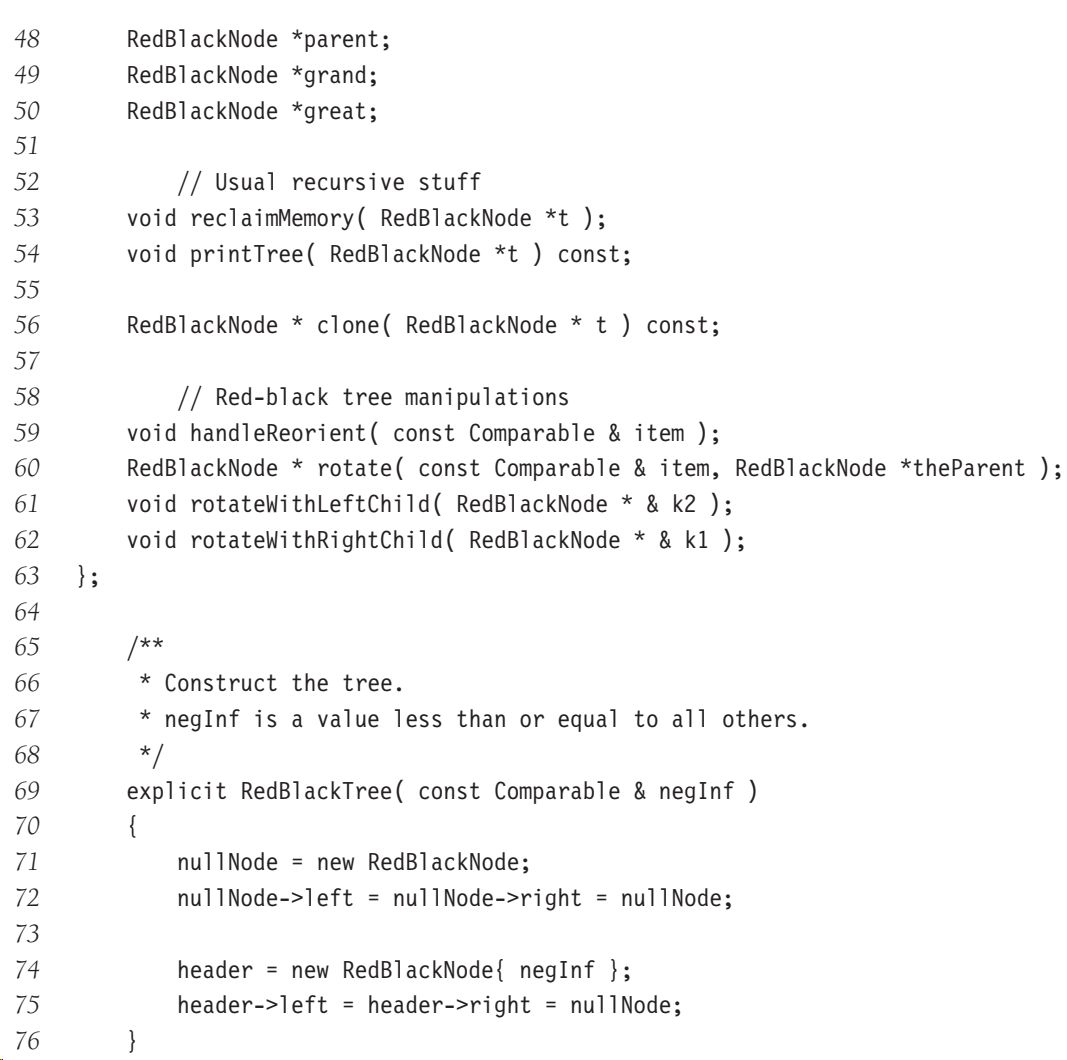 48 RedBlackNode *parent;
49 RedBlackNode *grand;
50 RedBlackNode *great;
51
52 // Usual recursive stuff
53 void reclaimMemory( RedBlackNode *t );
54 void printTree( RedBlackNode *t ) const;
55
56 RedBlackNode * clone( RedBlackNode * t ) const;
57
58 // Red-black tree manipulations
59 void handleReorient( const Comparable & item );
60 RedBlackNode * rotate( const Comparable & item, RedBlackNode *theParent );
61 void rotateWithLeftChild( RedBlackNode * & k2 );
62 void rotateWithRightChild( RedBlackNode * & k1 );
63 };
64
65 /**
66 * Construct the tree.
67 * negInf is a value less than or equal to all others.
68 */
69 explicit RedBlackTree( const Comparable & negInf )
70 {
71 nullNode = new RedBlackNode;
72 nullNode->left = nullNode->right = nullNode;
73
74 header = new RedBlackNode{ negInf };
75 header->left = header->right = nullNode;
76 }